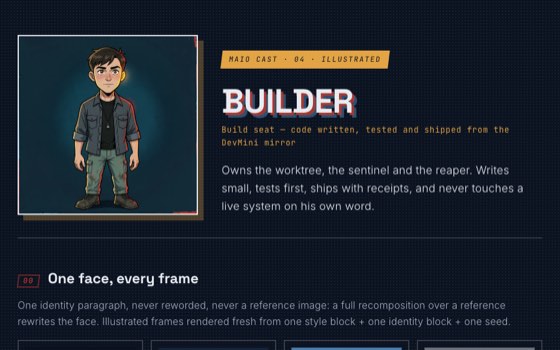 MAIO CAST · 04 · ILLUSTRATED
BUILDER
Build seat — code written, tested and shipped from the
DevMini mirror
Owns the worktree, the sentinel and the reaper. Writes
small, tests first, ships with receipts, and never touches a
live system on his own word.
00
One face, every frame
One identity paragraph, never reworded, never a reference image: a full recomposition over a reference
rewrites the face. Illustrated frames rendered fresh from one style block + one identity block + one seed.